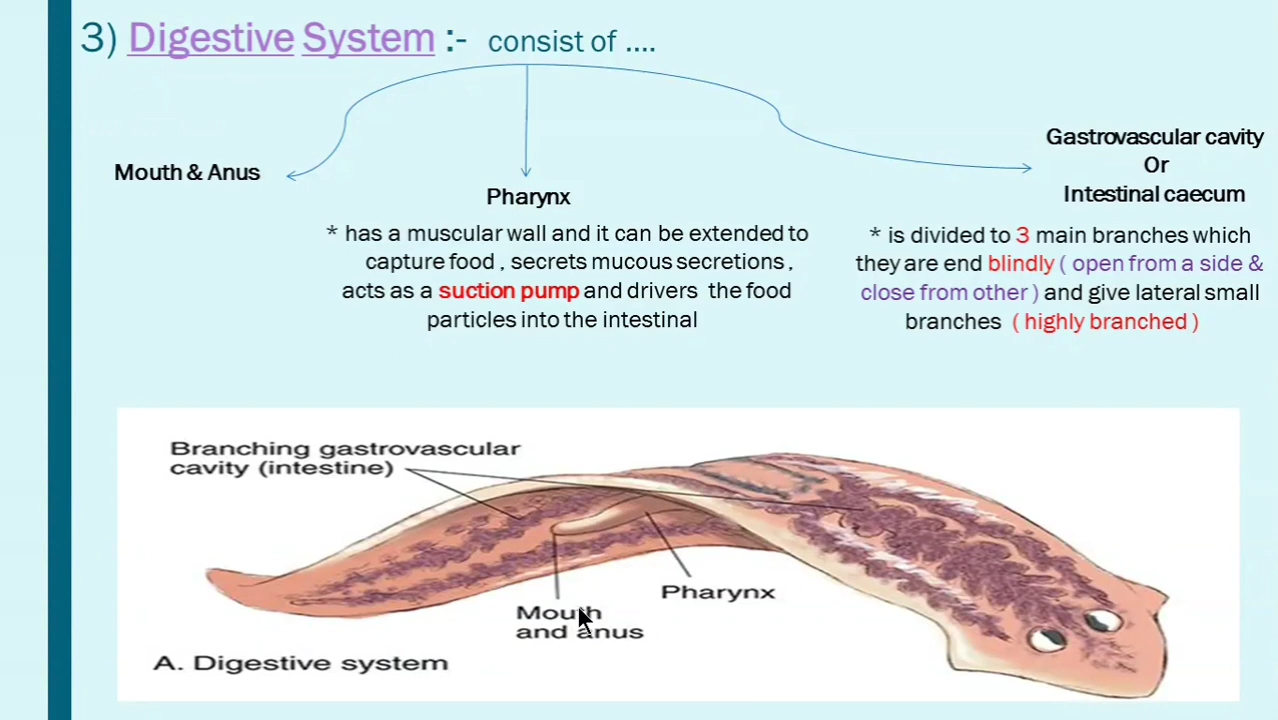 3) Digestive System :- consist of ....
Mouth & Anus
Pharynx
* has a muscular wall and it can be extended to
capture food , secrets mucous secretions ,
acts as a suction pump and drivers the food
particles into the intestinal
Gastrovascular cavity
Or
Intestinal caecum
* is divided to 3 main branches which
they are end blindly ( open from a side &
close from other ) and give lateral small
branches ( highly branched )
Branching gastrovascular
cavity (intestine)
Pharynx
Mouth
and anus
A. Digestive system